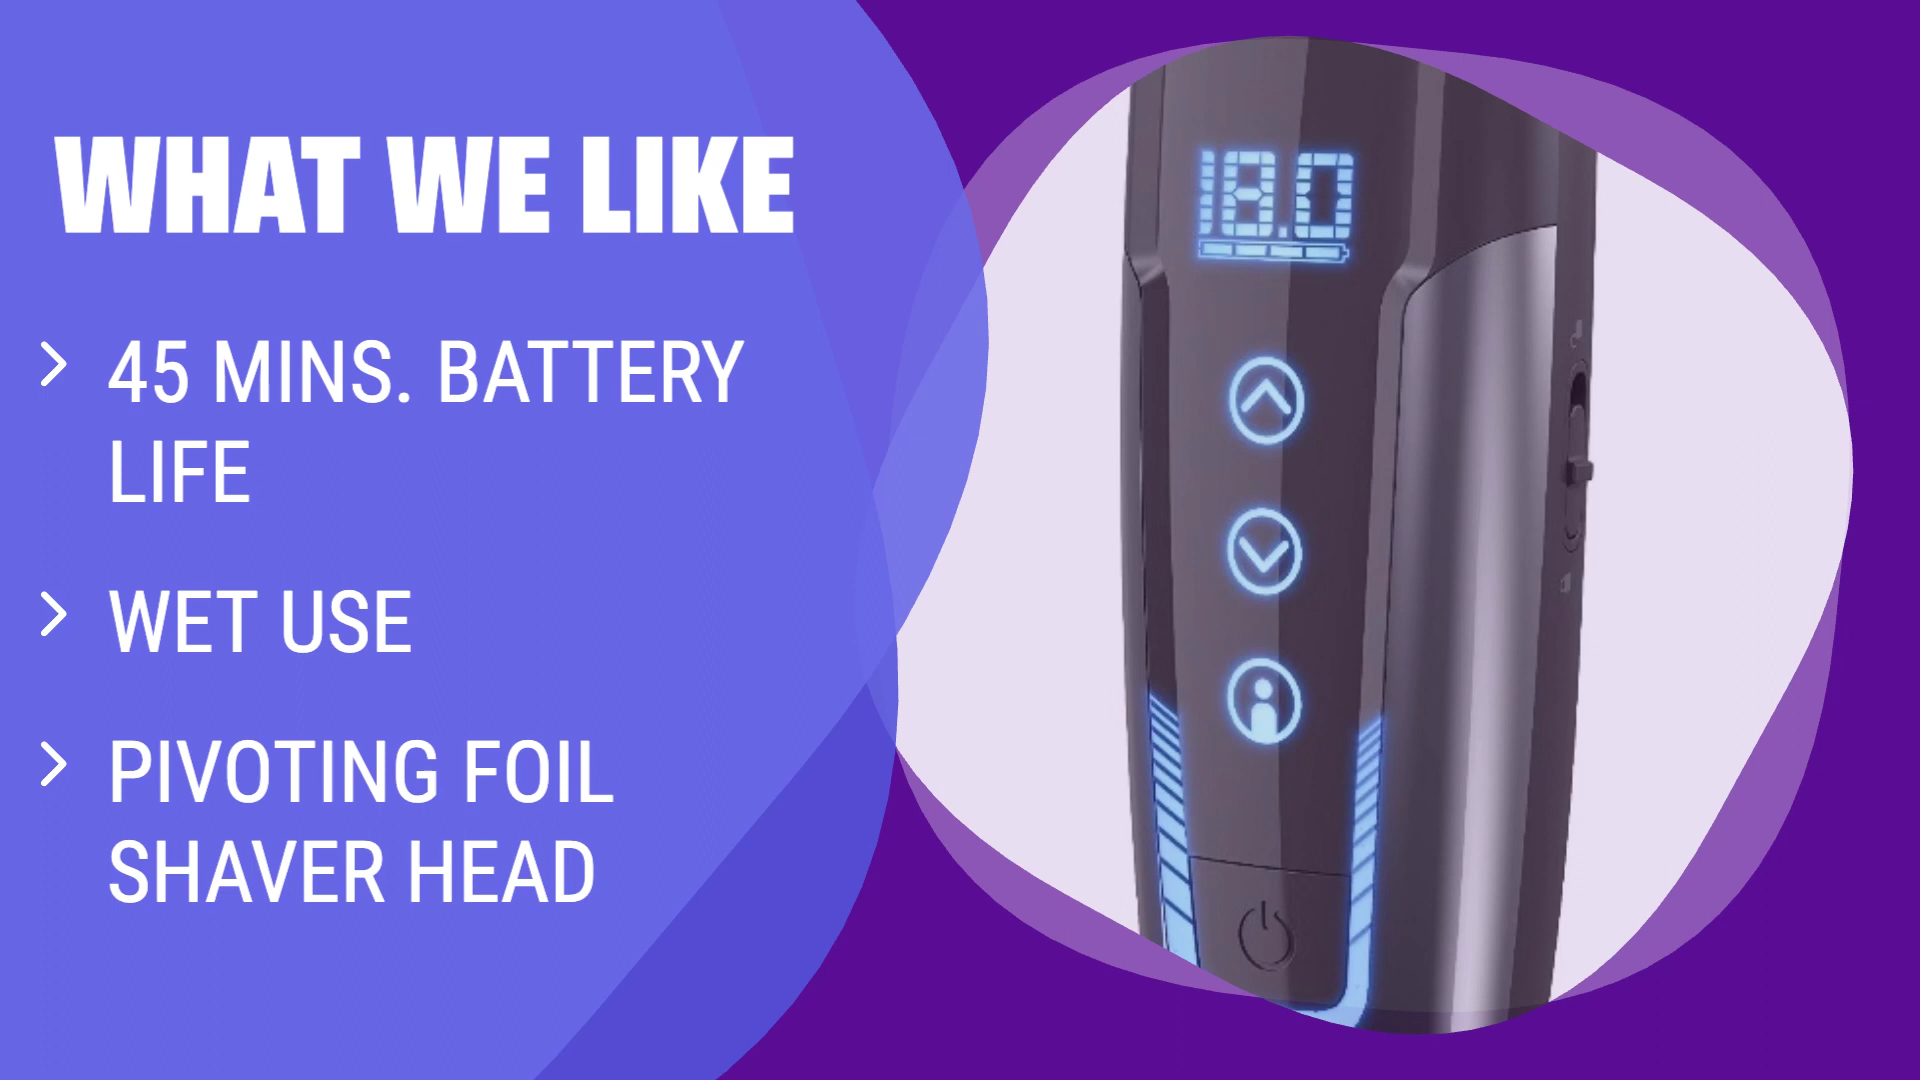 WHAT WE LIKE
45 MINS. BATTERY
LIFE
WET USE
PIVOTING FOIL
SHAVER HEAD
18.0